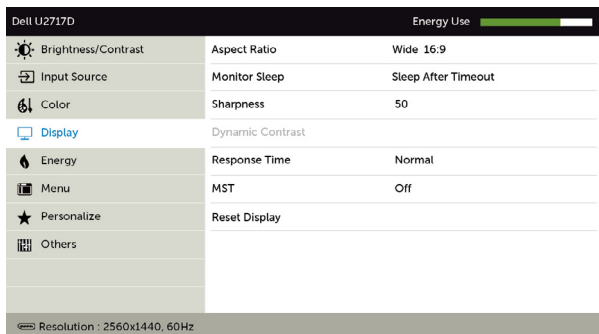 Dell U2717D Energy Use
Brightness/Contrast Aspect Ratio Wide 16:9
Input Source Monitor Sleep Sleep After Timeout
Color Sharpness 50
Display Dynamic Contrast
Energy Response Time Normal
Menu MST Off
Personalize Reset Display
Others
Resolution : 2560x1440, 60Hz